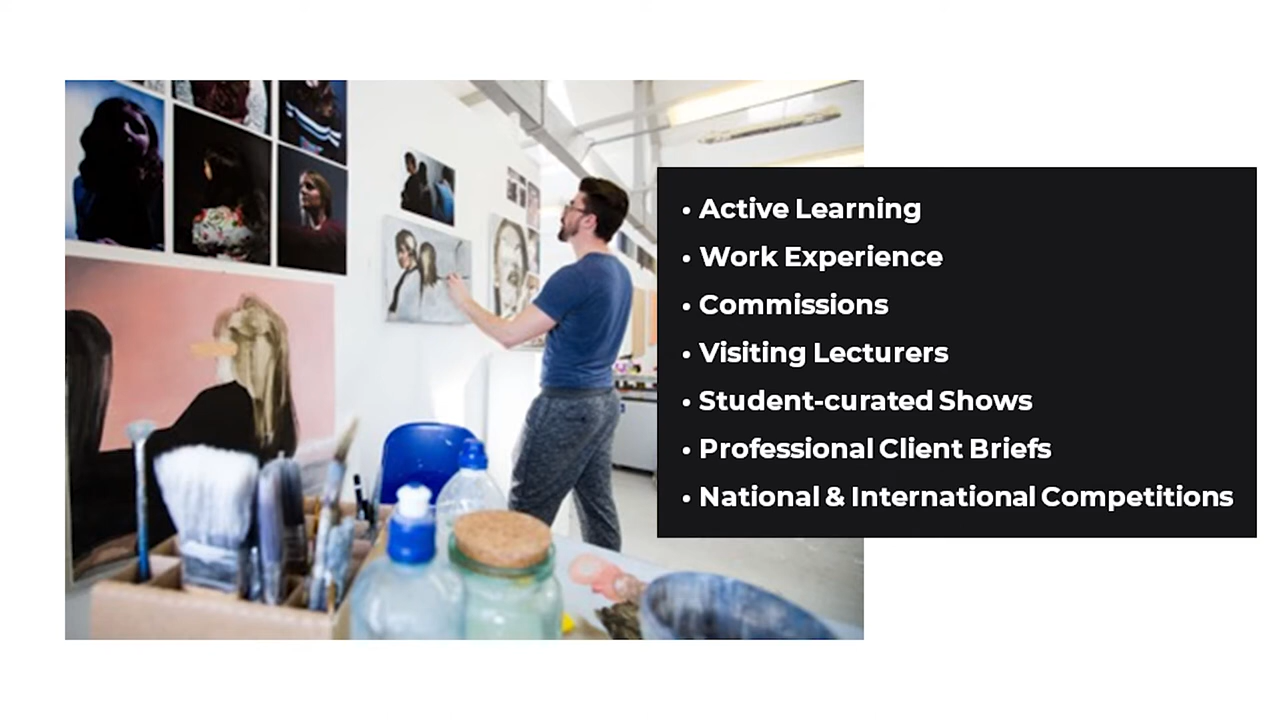 • Active Learning
• Work Experience
• Commissions
• Visiting Lecturers
• Student-curated Shows
• Professional Client Briefs
• National & International Competitions